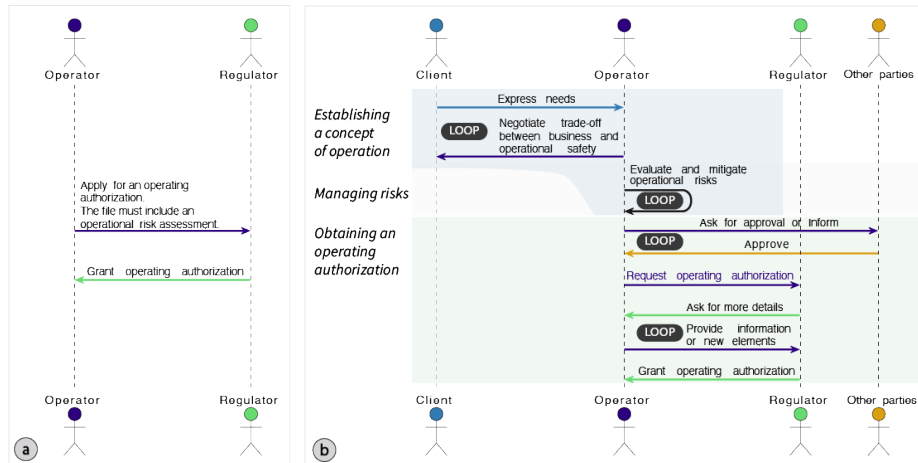 Operator
Regulator
Apply for an operating
authorization.
The file must include an
operational risk assessment.
Grant operating authorization
Operator
Regulator
a
Client
Operator
Regulator
Other parties
Establishing
a concept
of operation
Express needs
LOOP
Negotiate trade-off
between business and
operational safety
Managing risks
Evaluate and mitigate
operational risks
LOOP
Obtaining an
operating
authorization
Ask for approval or Inform
LOOP
Approve
Request operating authorization
Ask for more details
LOOP
Provide information
or new elements
Grant operating authorization
Client
Operator
Regulator
Other parties
b